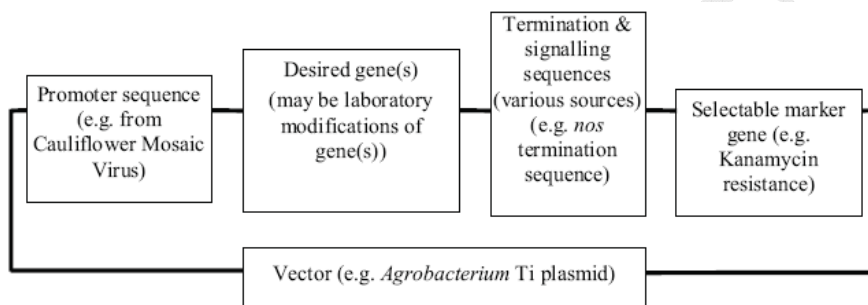 Promoter sequence
(e.g. from
Cauliflower Mosaic
Virus)
Desired gene(s)
(may be laboratory
modifications of
gene(s))
Termination &
signalling
sequences
(various sources)
(e.g. nos
termination
sequence)
Selectable marker
gene (e.g.
Kanamycin
resistance)
Vector (e.g. Agrobacterium Ti plasmid)